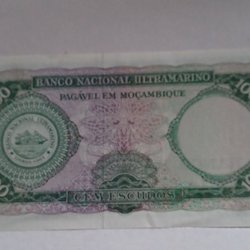 BANCO NACIONAL ULTRAMARINO
PAGÁVEL EM MOÇAMBIQUE
CEM ESCUDOS